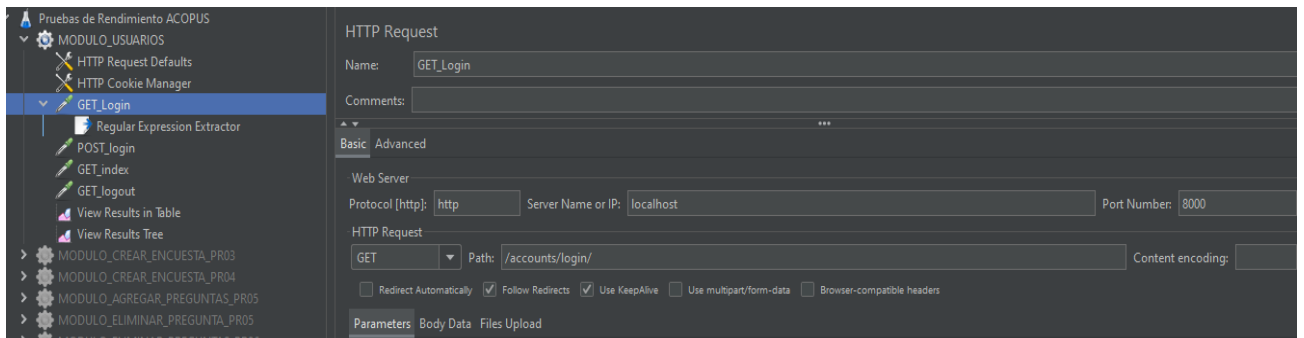 Pruebas de Rendimiento ACOPUS
MODULO_USUARIOS
HTTP Request Defaults
HTTP Cookie Manager
GET_Login
Regular Expression Extractor
POST_login
GET_index
GET_logout
View Results in Table
View Results Tree
MODULO_CREAR_ENCUESTA_PR03
MODULO_CREAR_ENCUESTA_PR04
MODULO_AGREGAR_PREGUNTAS_PR05
MODULO_ELIMINAR_PREGUNTA_PR05
HTTP Request
Name: GET_Login
Comments:
Basic Advanced
Web Server
Protocol [http]: http Server Name or IP: localhost Port Number: 8000
HTTP Request
GET Path: /accounts/login/ Content encoding:
Redirect Automatically Follow Redirects Use KeepAlive Use multipart/form-data Browser-compatible headers
Parameters Body Data Files Upload